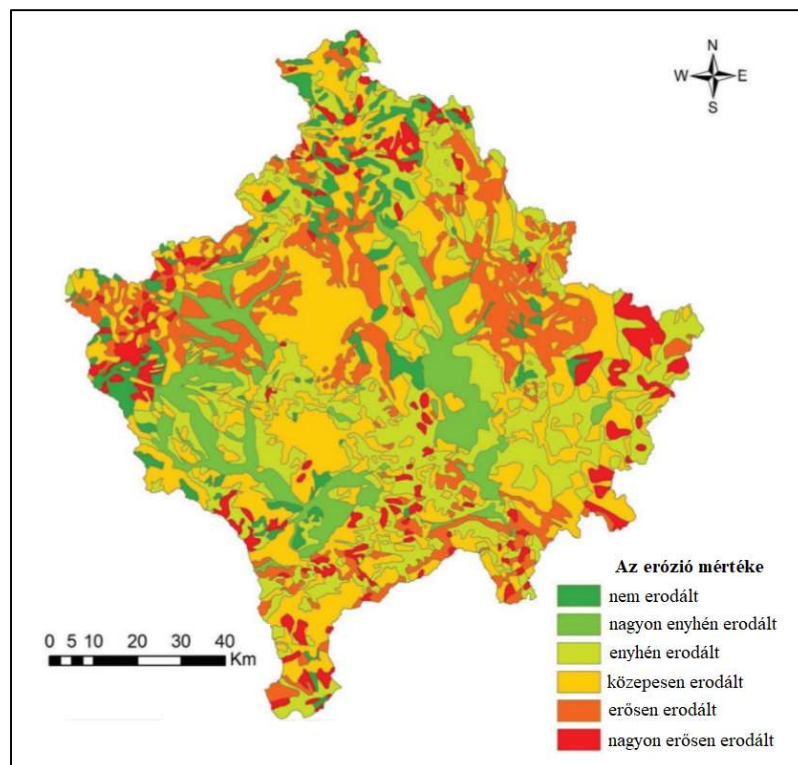 N
W E
S
Az erózió mértéke
nem erodált
nagyon enyhén erodált
enyhén erodált
közepesen erodált
erősen erodált
nagyon erősen erodált
0 5 10 20 30 40
Km